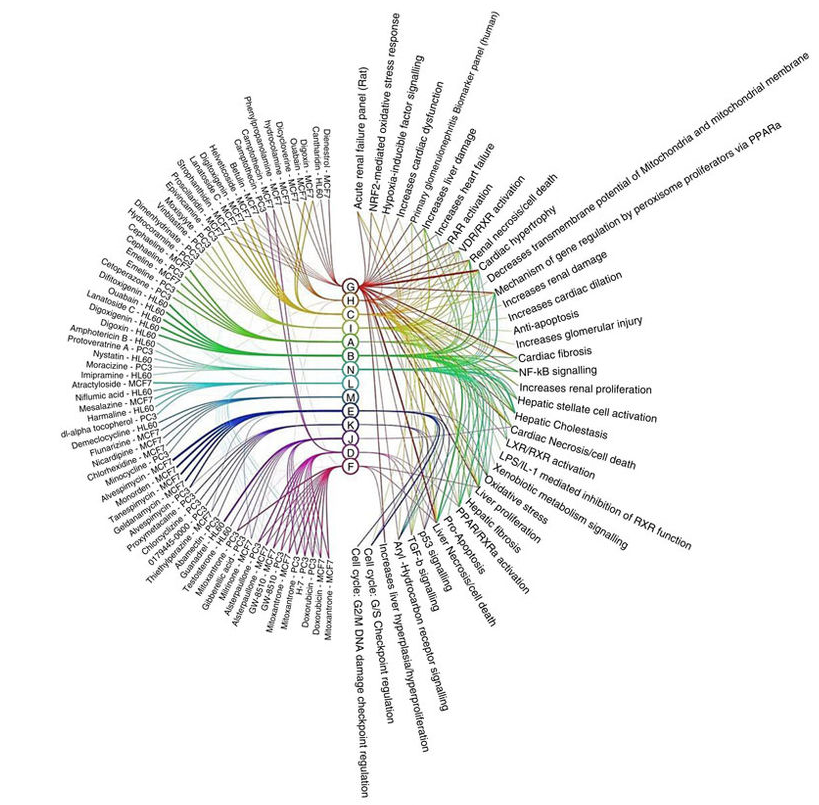 Dienestrol - MCF7
Cantharidin - HL60
Digoxin - MCF7
Ouabain - MCF7
Dicycloverine - MCF7
hydrocotarnine - MCF7
Phenylpropanolamine - MCF7
Camptothecin - MCF7
Camptothecin - PC3
Betulin - MCF7
Helveticoside - MCF7
Digitoxigenin - MCF7
Lanatoside C - MCF7
Strophanthidin - MCF7
Proscillaridin - MCF7
Vinblastine - PC3
Dimenhydrinate - PC3
Cephaeline - MCF7
Cephaeline - PC3
Emetine - MCF7
Emetine - PC3
Cetoperazone - PC3
Ouabain - HL60
Lanatoside C - HL60
Digoxigenin - HL60
Digoxin - HL60
Amphotericin B - HL60
Protoveratrine A - PC3
Nystatin - HL60
Moracizine - PC3
Imipramine - HL60
Atractyloside - MCF7
Niflumic acid - HL60
Mesalazine - MCF7
Harmaline - HL60
dl-alpha tocopherol - PC3
Demeclocycline - HL60
Flunarizine - MCF7
Nicardipine - MCF7
Chlorhexidine - MCF7
Minocycline - PC3
Alvespimycin - MCF7
Monorden - MCF7
Tanespimycin - MCF7
Geldanamycin - MCF7
Alvespimycin - PC3
Proxymetacaine - PC3
Chlorcyclizine - PC3
0179445-0000 - PC3
Thiethylperazine - MCF7
Abamectin - PC3
Guanadrel - HL60
Testosterone - HL60
Mitoxantrone - PC3
Gibberellic acid - PC3
Milrinone - MCF7
Alsterpaullone - PC3
Alsterpaullone - MCF7
GW-8510 - MCF7
GW-8510 - PC3
Mitoxantrone - MCF7
Mitoxantrone - PC3
H-7 - PC3
Doxorubicin - PC3
Doxorubicin - MCF7
Mitoxantrone - MCF7
G
H
C
I
A
B
N
L
M
E
K
J
D
F
Acute renal failure panel (Rat)
NRF2-mediated oxidative stress response
Hypoxia-inducible factor signalling
Increases cardiac dysfunction
Primary glomerulonephritis Biomarker panel (human)
Increases liver damage
Increases heart failure
RAR activation
VDR/RXR activation
Renal necrosis/cell death
Cardiac hypertrophy
Decreases transmembrane potential of Mitochondria and mitochondrial membrane
Mechanism of gene regulation by peroxisome proliferators via PPARa
Increases renal damage
Increases cardiac dilation
Anti-apoptosis
Increases glomerular injury
Cardiac fibrosis
NF-kB signalling
Increases renal proliferation
Hepatic stellate cell activation
Hepatic Cholestasis
Cardiac Necrosis/cell death
LXR/RXR activation
LPS/IL-1 mediated inhibition of RXR function
Xenobiotic metabolism signalling
Oxidative stress
Liver proliferation
Hepatic fibrosis
PPAR/RXRa activation
Pro-Apoptosis
Liver Necrosis/cell death
p53 signalling
TGF-b signalling
Aryl -Hydrocarbon receptor signalling
Increases liver hyperplasia/hyperproliferation
Cell cycle: G/S Checkpoint regulation
Cell cycle: G2/M DNA damage checkpoint regulation